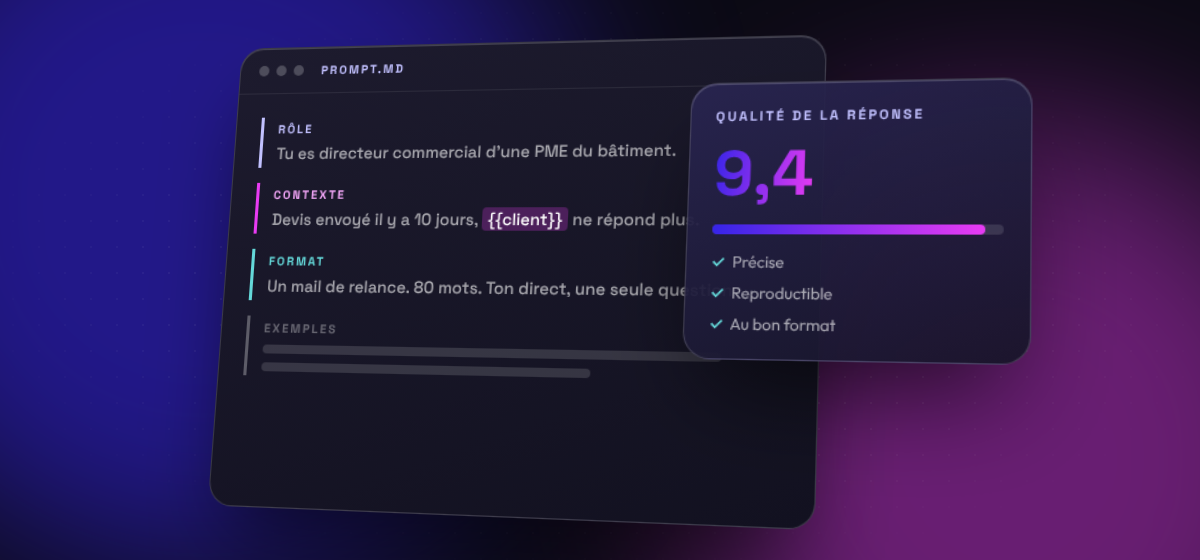 PROMPT.MD
RÔLE
Tu es directeur commercial d'une PME du bâtiment.
CONTEXTE
Devis envoyé il y a 10 jours, {{client}} ne répond plus.
FORMAT
Un mail de relance. 80 mots. Ton direct, une seule
EXEMPLES
QUALITÉ DE LA RÉPONSE
9,4
Précise
Reproductible
Au bon format